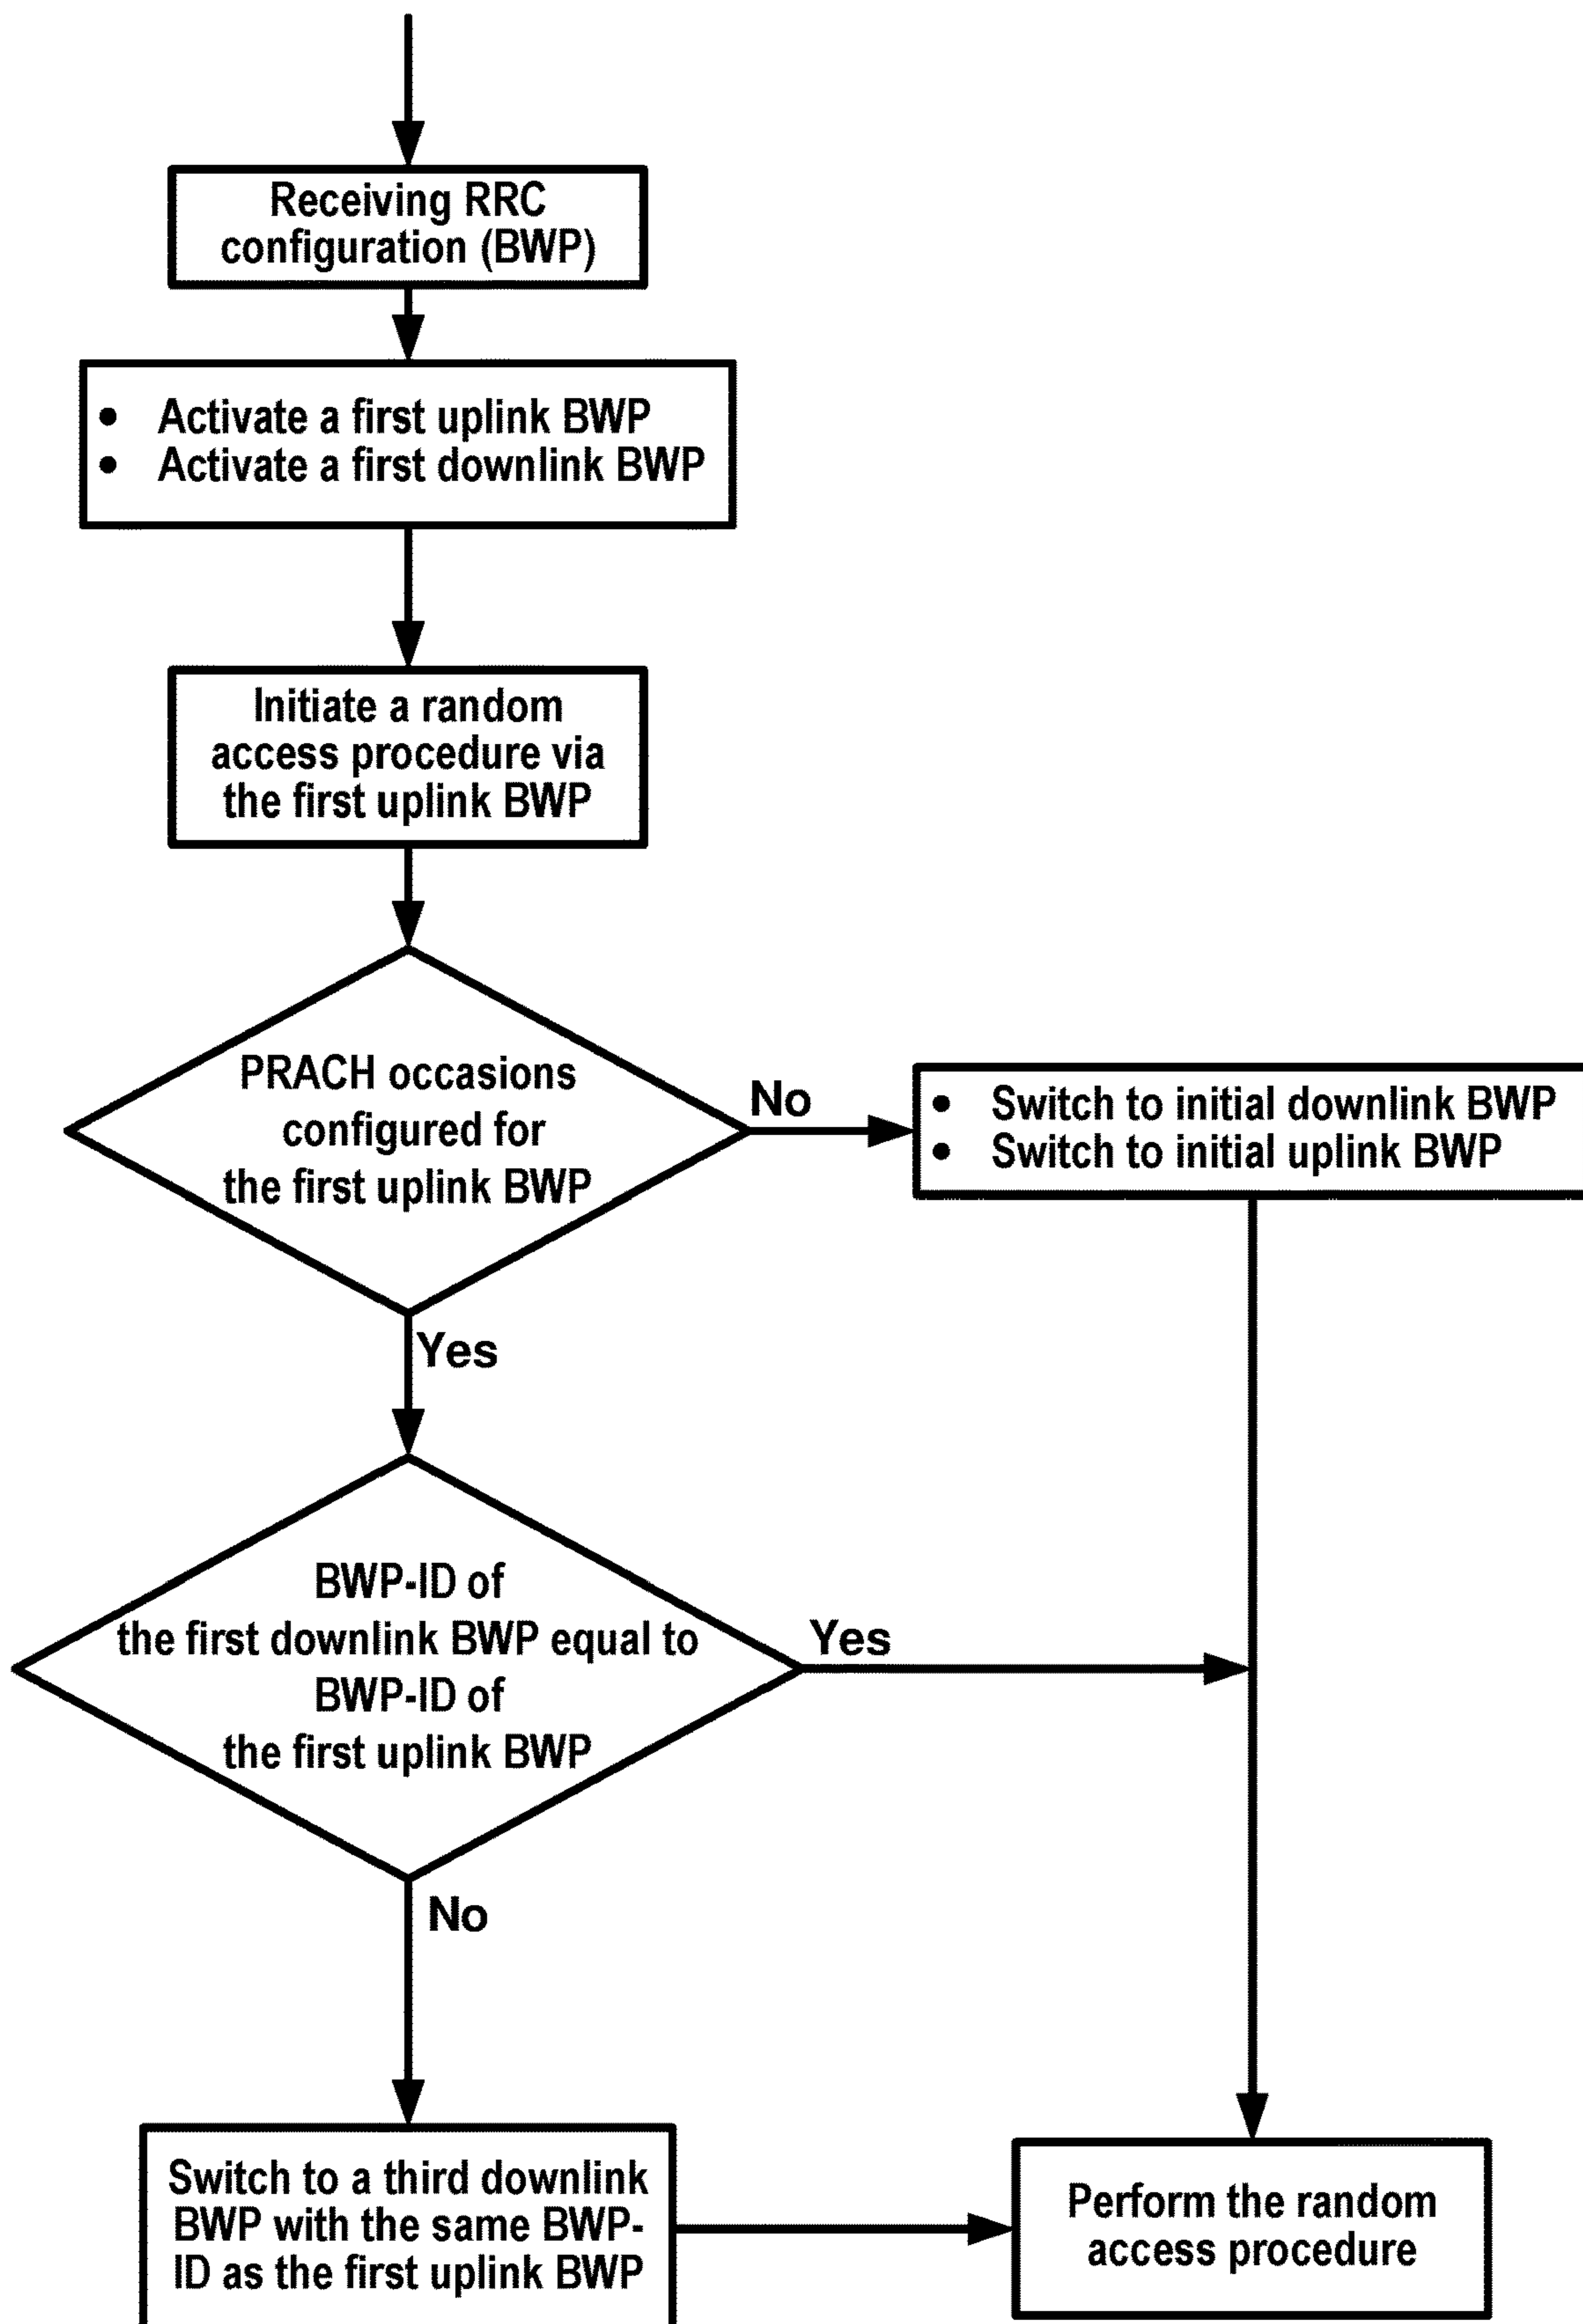 Receiving RRC
configuration (BWP)
• Activate a first uplink BWP
• Activate a first downlink BWP
Initiate a random
access procedure via
the first uplink BWP
PRACH occasions
configured for
the first uplink BWP
No
• Switch to initial downlink BWP
• Switch to initial uplink BWP
Yes
BWP-ID of
the first downlink BWP equal to
BWP-ID of
the first uplink BWP
Yes
No
Switch to a third downlink
BWP with the same BWP-
ID as the first uplink BWP
Perform the random
access procedure